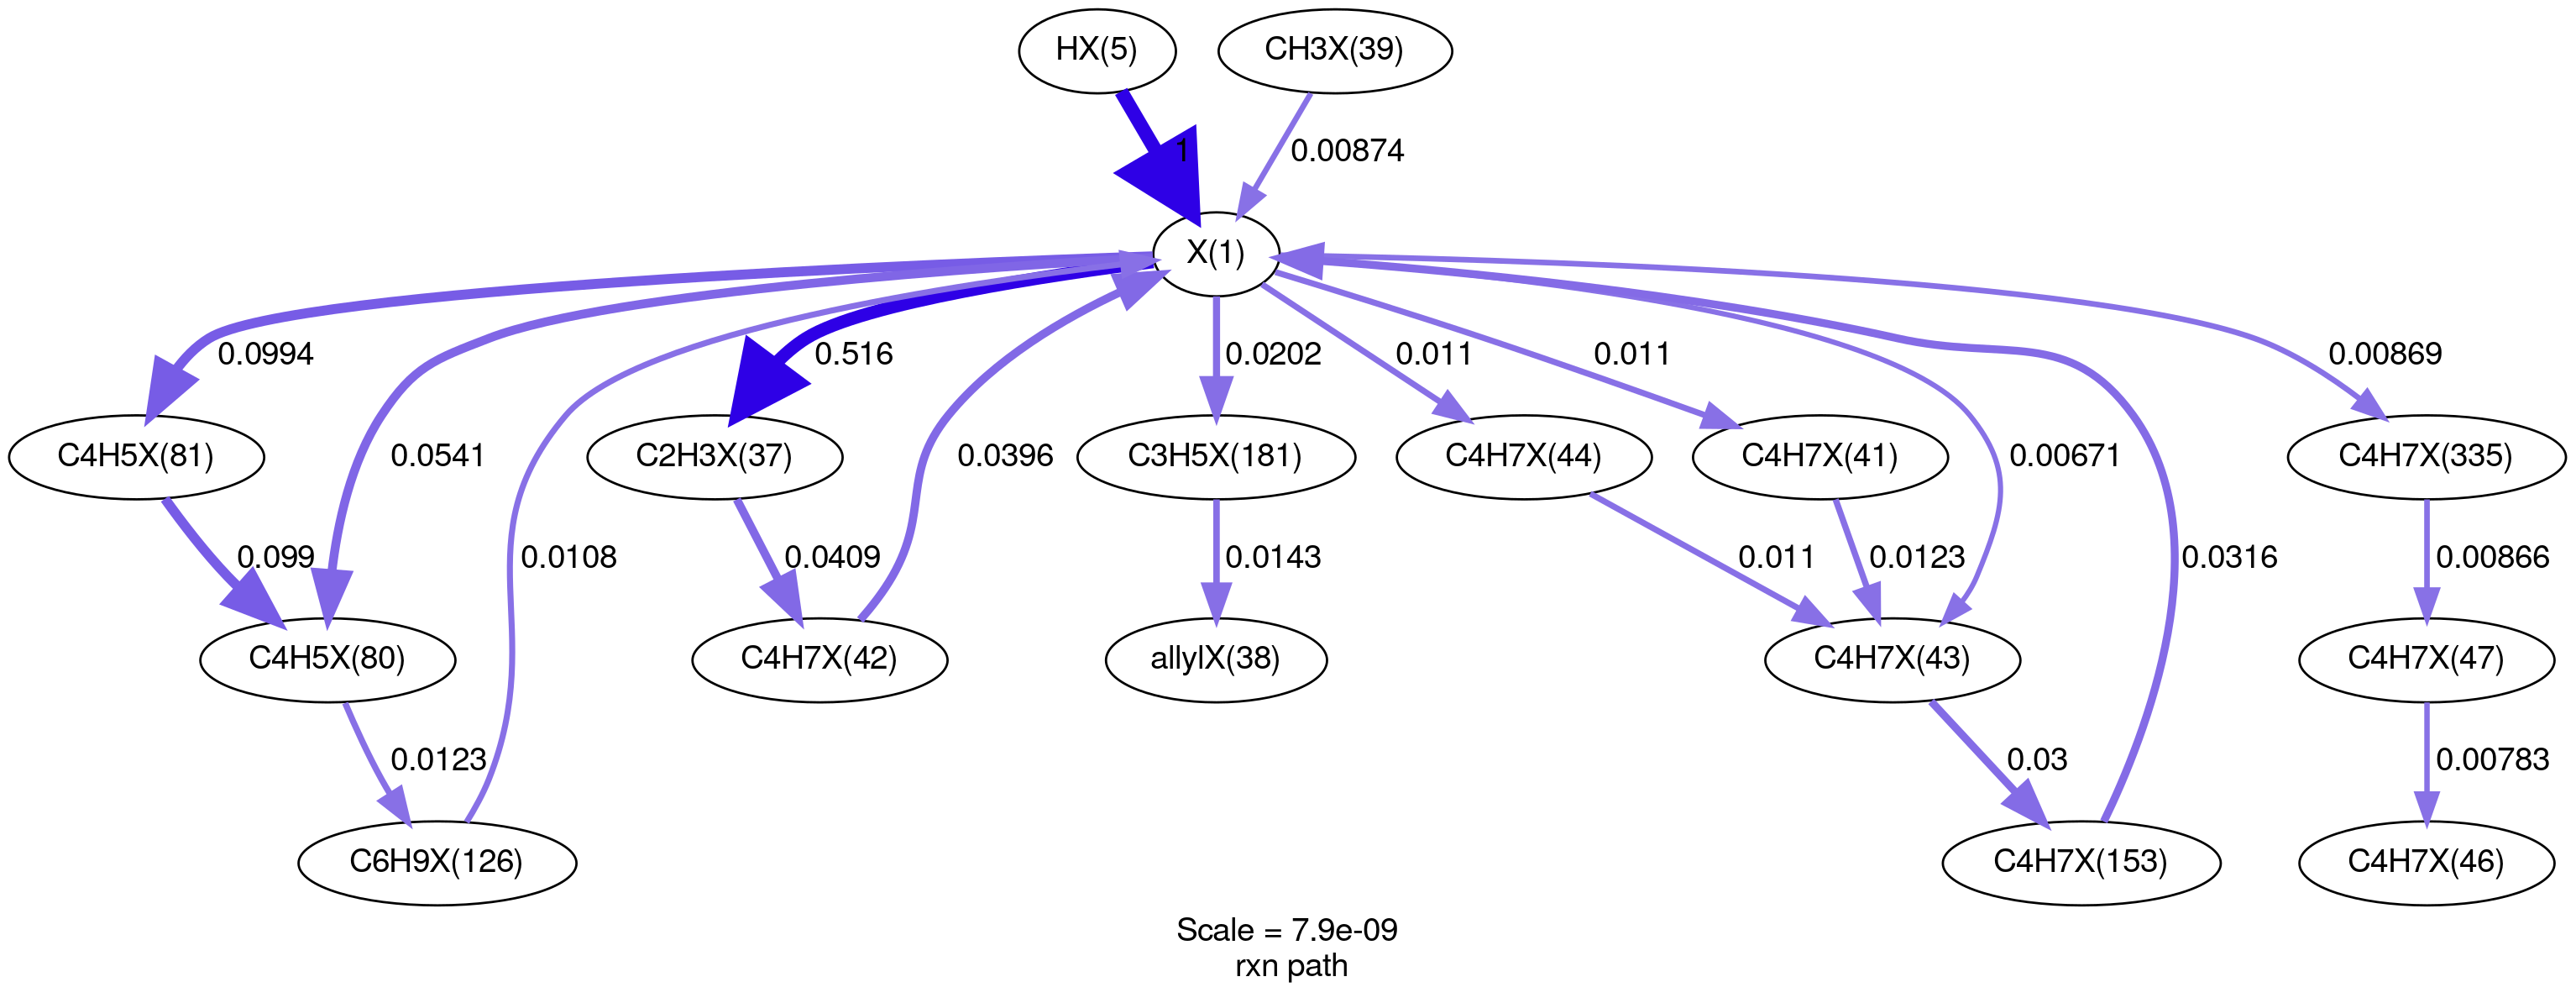 HX(5)
CH3X(39)
1
0.00874
X(1)
0.0994
0.0541
0.516
0.0396
0.0202
0.011
0.011
0.00671
0.0316
0.00869
C4H5X(81)
C2H3X(37)
C3H5X(181)
C4H7X(44)
C4H7X(41)
C4H7X(335)
0.099
0.0108
0.0409
0.0143
0.011
0.0123
0.00866
C4H5X(80)
C4H7X(42)
allylX(38)
C4H7X(43)
C4H7X(47)
0.0123
0.03
0.00783
C6H9X(126)
C4H7X(153)
C4H7X(46)
Scale = 7.9e-09
rxn path